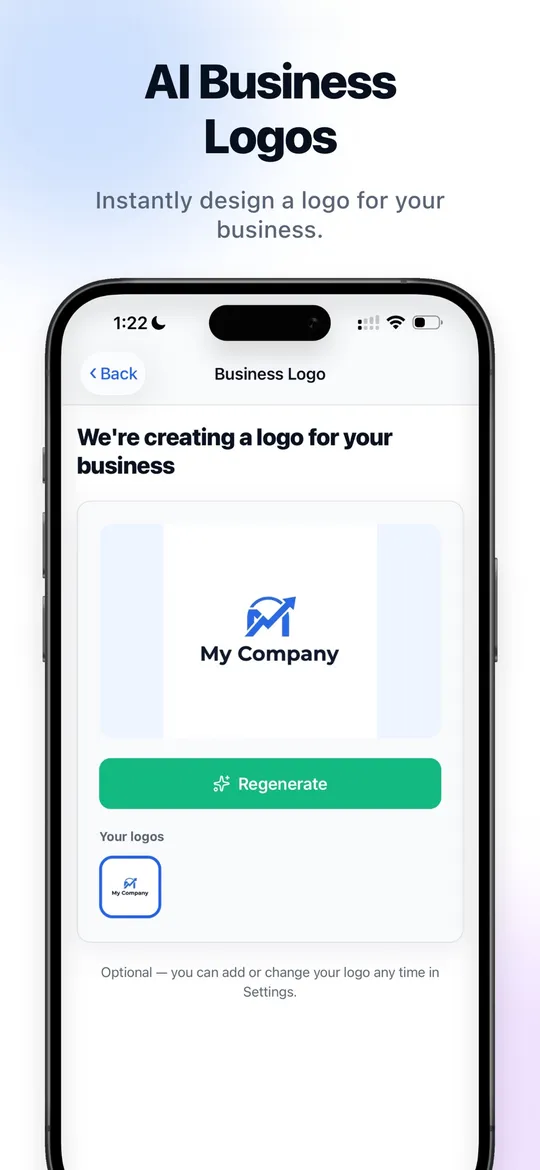 AI Business
Logos
Instantly design a logo for your
business.
1:22
Back
Business Logo
We're creating a logo for your
business
My Company
Regenerate
Your logos
My Company
Optional — you can add or change your logo any time in
Settings.